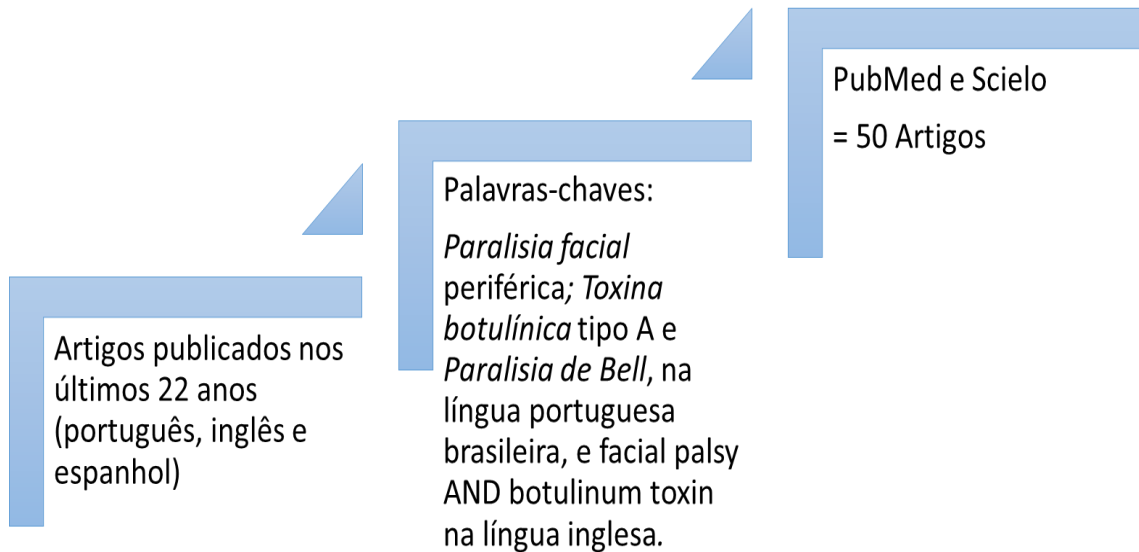 PubMed e Scielo
= 50 Artigos
Palavras-chaves:
Paralisia facial
periférica; Toxina
botulínica tipo A e
Paralisia de Bell, na
língua portuguesa
brasileira, e facial palsy
AND botulinum toxin
na língua inglesa.
Artigos publicados nos
últimos 22 anos
(português, inglês e
espanhol)